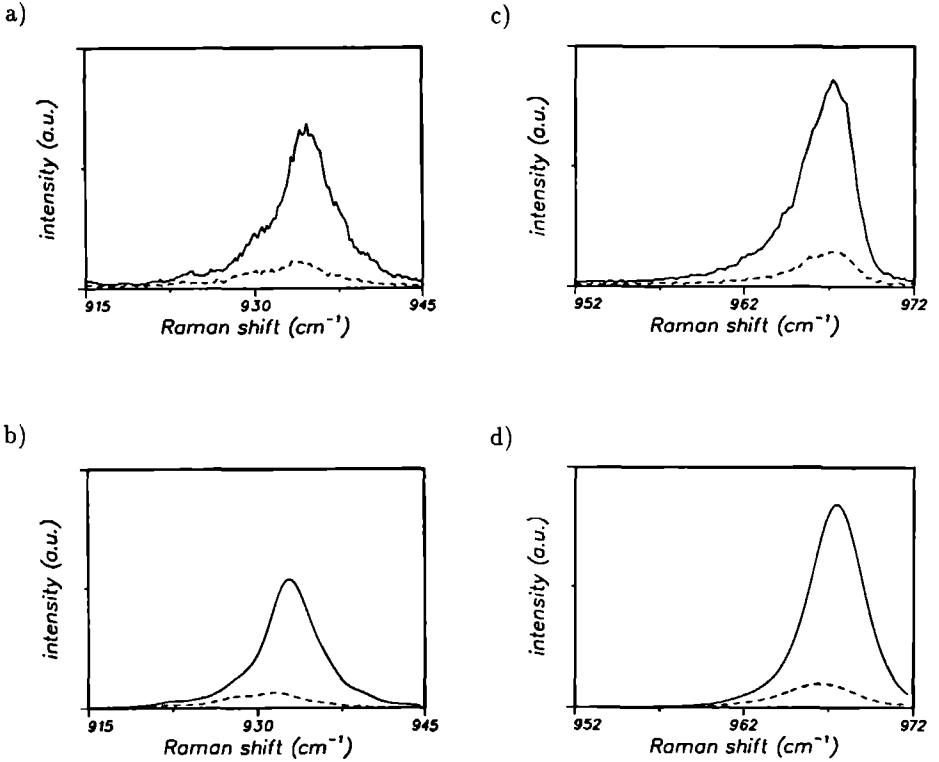 a)
intensity (a.u.)
915 930 945
Raman shift (cm⁻¹)
c)
intensity (a.u.)
952 962 972
Raman shift (cm⁻¹)
b)
intensity (a.u.)
915 930 945
Raman shift (cm⁻¹)
d)
intensity (a.u.)
952 962 972
Raman shift (cm⁻¹)